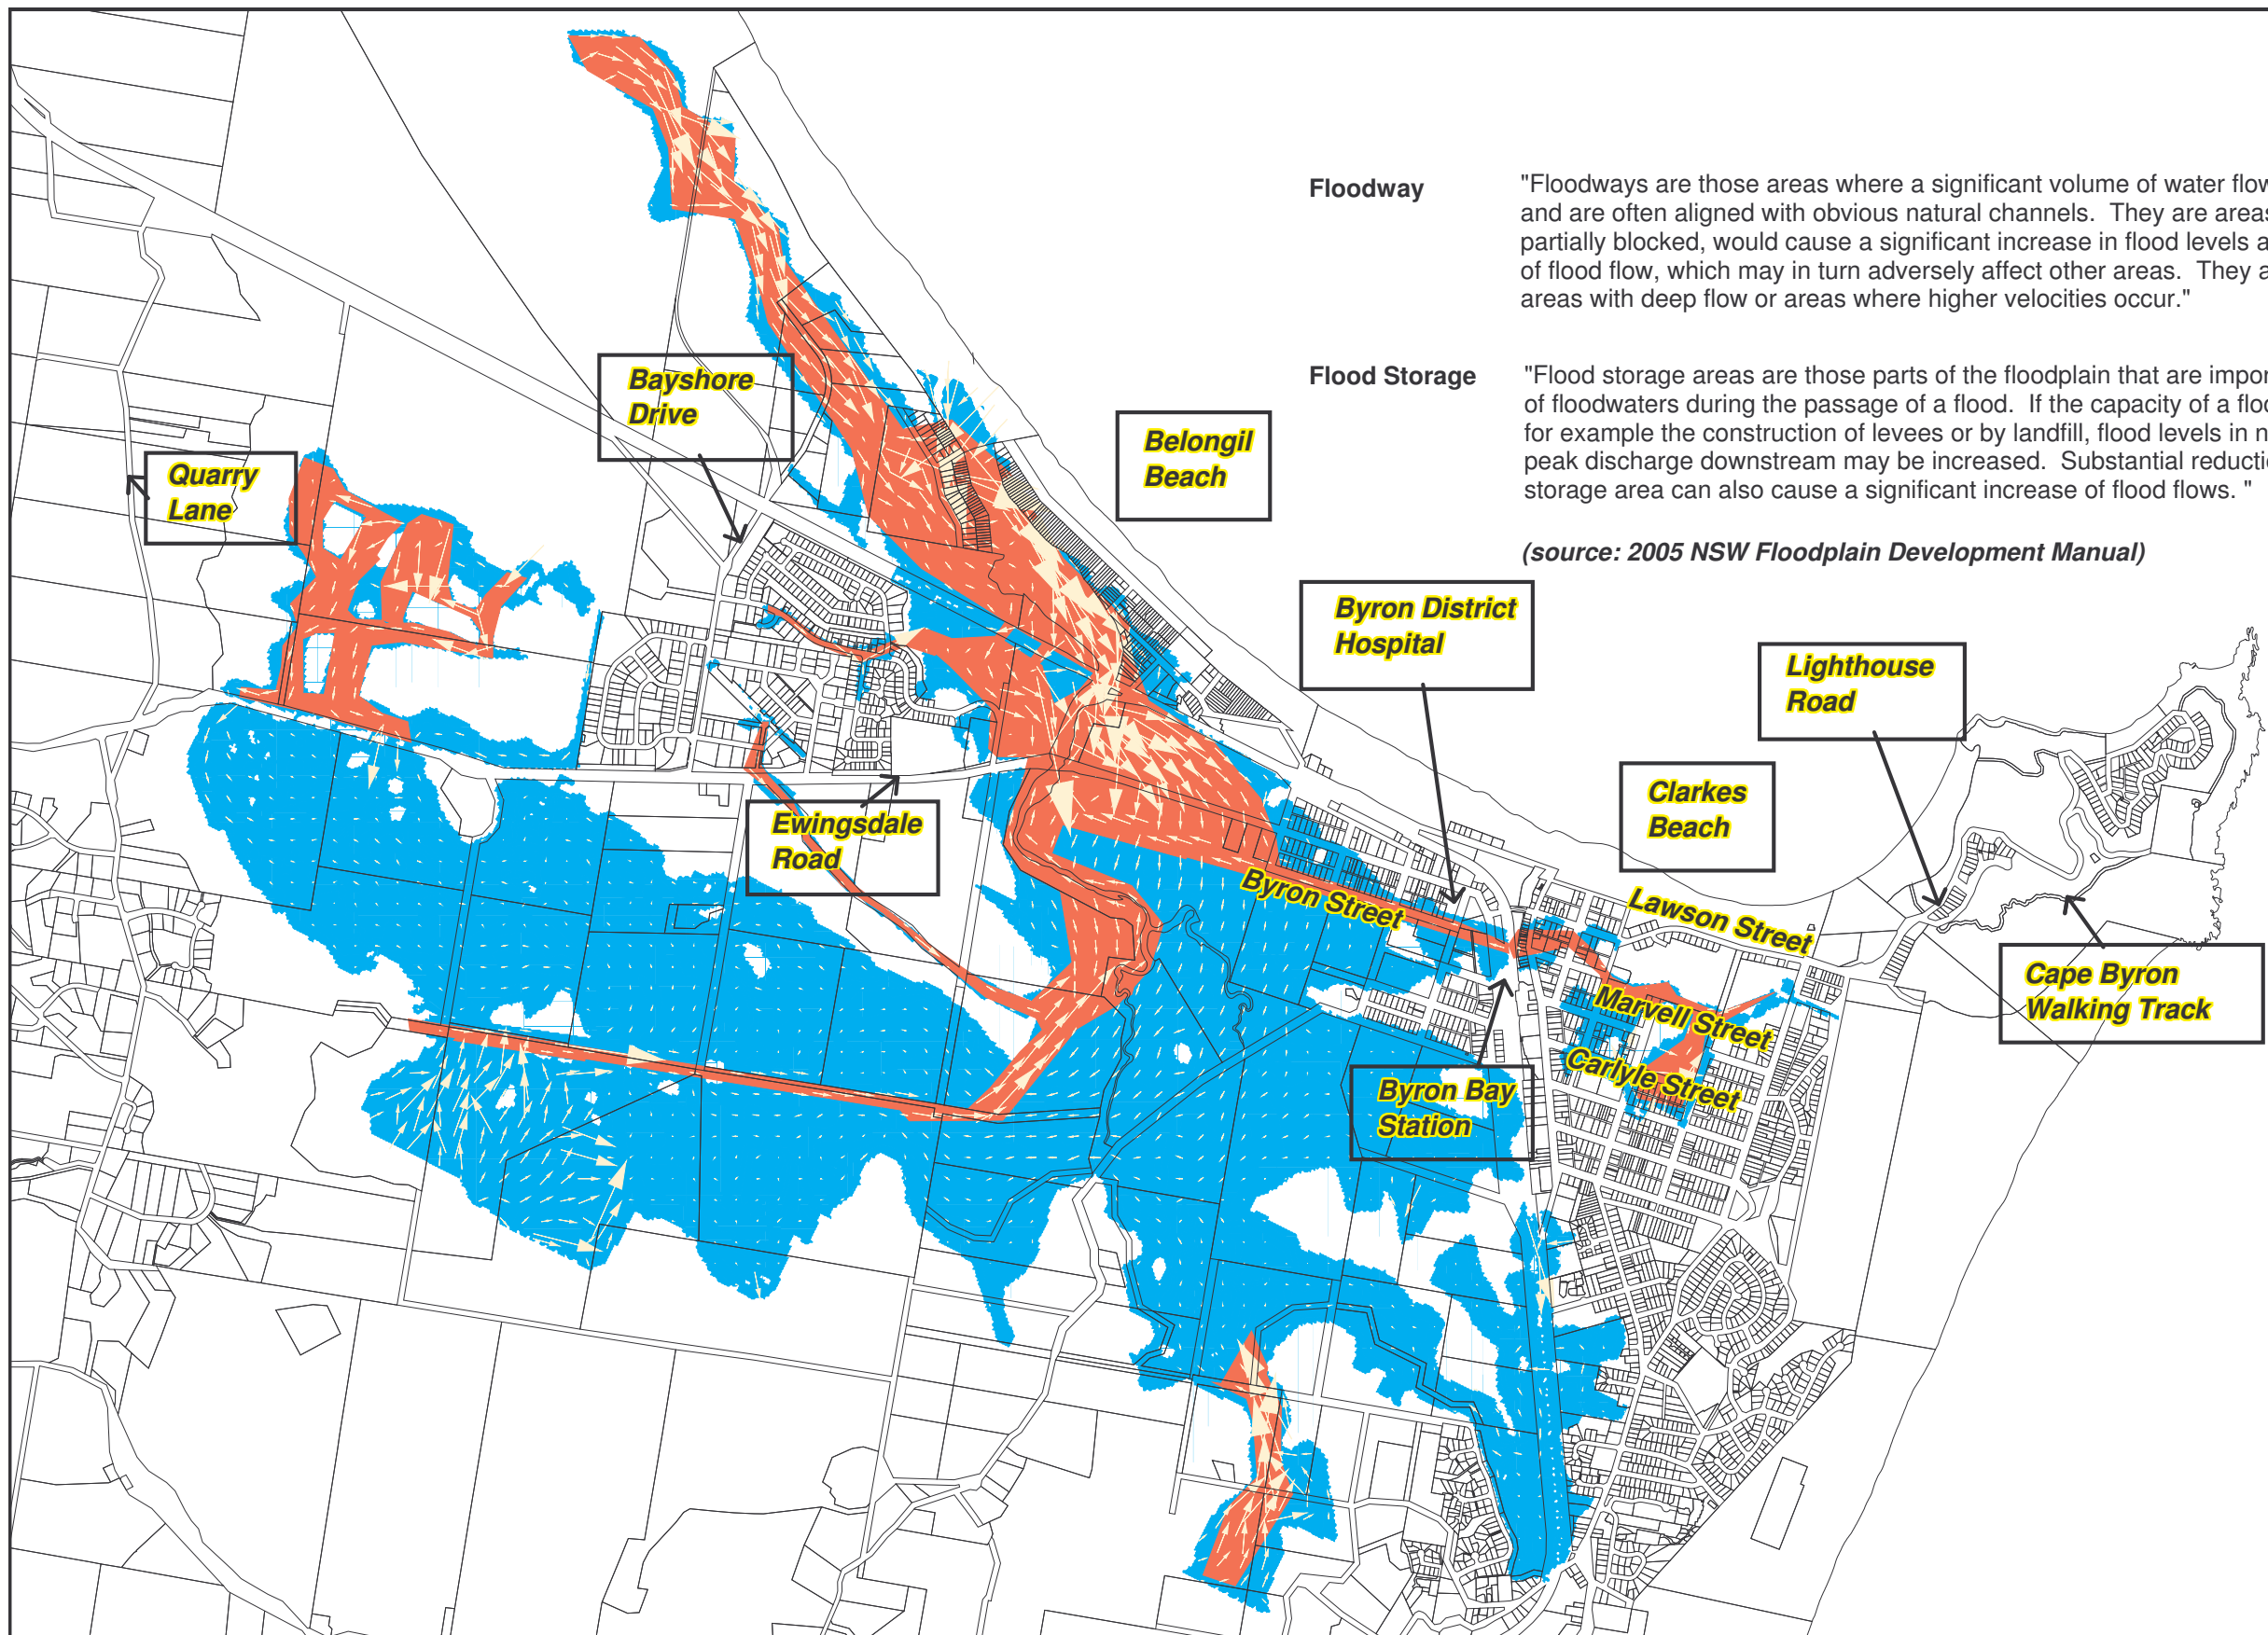 Floodway
"Floodways are those areas where a significant volume of water flow
and are often aligned with obvious natural channels. They are areas
partially blocked, would cause a significant increase in flood levels a
of flood flow, which may in turn adversely affect other areas. They a
areas with deep flow or areas where higher velocities occur."
Flood Storage
"Flood storage areas are those parts of the floodplain that are impor
of floodwaters during the passage of a flood. If the capacity of a floo
for example the construction of levees or by landfill, flood levels in n
peak discharge downstream may be increased. Substantial reductio
storage area can also cause a significant increase of flood flows. "
(source: 2005 NSW Floodplain Development Manual)
Bayshore
Drive
Belongil
Beach
Quarry
Lane
Byron District
Hospital
Lighthouse
Road
Clarkes
Beach
Ewingsdale
Road
Byron Street
Lawson Street
Cape Byron
Walking Track
Marvell Street
Carlyle Street
Byron Bay
Station